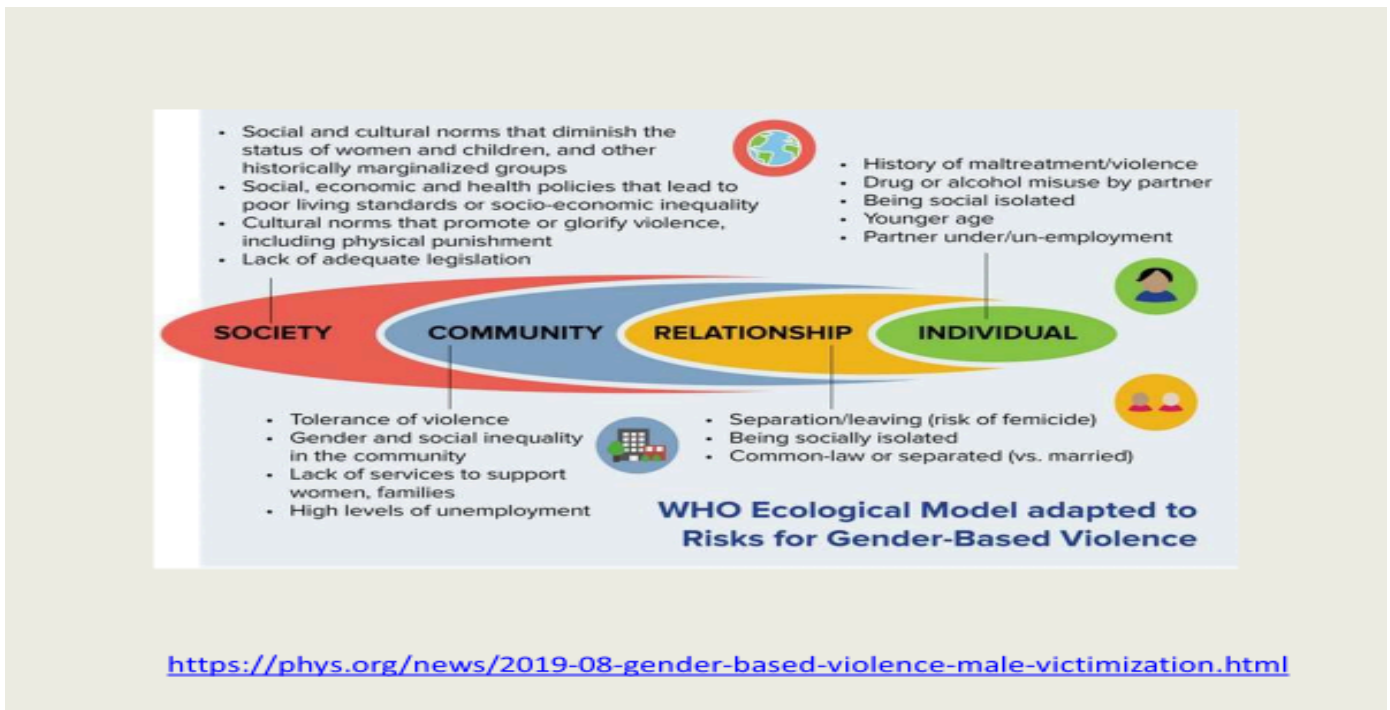 • Social and cultural norms that diminish the
status of women and children, and other
historically marginalized groups
• Social, economic and health policies that lead to
poor living standards or socio-economic inequality
• Cultural norms that promote or glorify violence,
including physical punishment
• Lack of adequate legislation
• History of maltreatment/violence
• Drug or alcohol misuse by partner
• Being social isolated
• Younger age
• Partner under/un-employment
SOCIETY
COMMUNITY
RELATIONSHIP
INDIVIDUAL
• Tolerance of violence
• Gender and social inequality
in the community
• Lack of services to support
women, families
• High levels of unemployment
• Separation/leaving (risk of femicide)
• Being socially isolated
• Common-law or separated (vs. married)
WHO Ecological Model adapted to
Risks for Gender-Based Violence
https://phys.org/news/2019-08-gender-based-violence-male-victimization.html